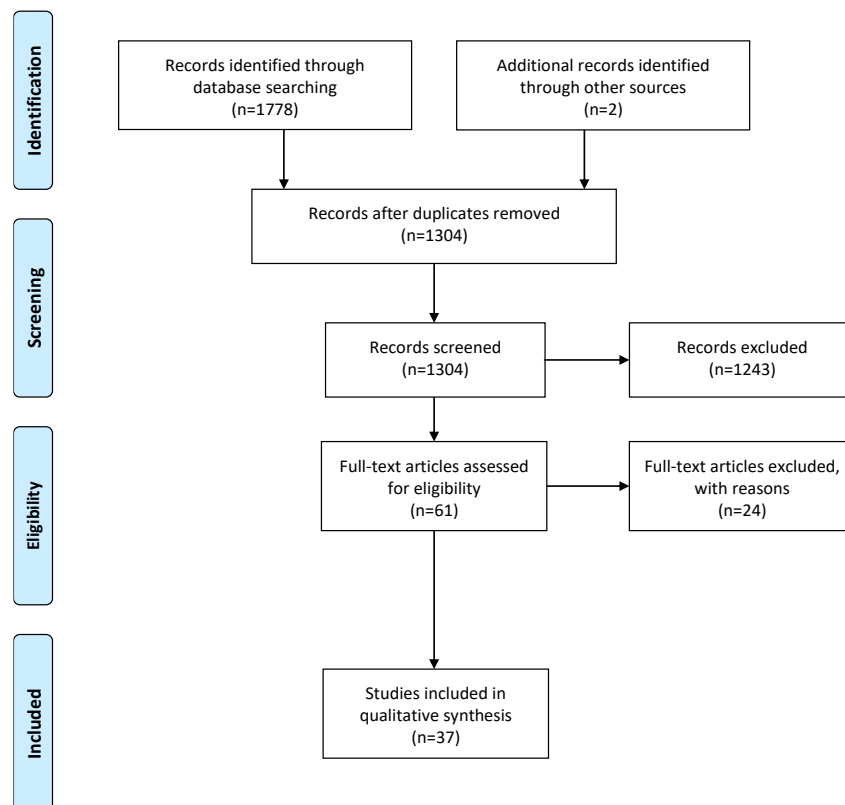 Identification
Records identified through
database searching
(n=1778)
Additional records identified
through other sources
(n=2)
Records after duplicates removed
(n=1304)
Screening
Records screened
(n=1304)
Records excluded
(n=1243)
Eligibility
Full-text articles assessed
for eligibility
(n=61)
Full-text articles excluded,
with reasons
(n=24)
Included
Studies included in
qualitative synthesis
(n=37)